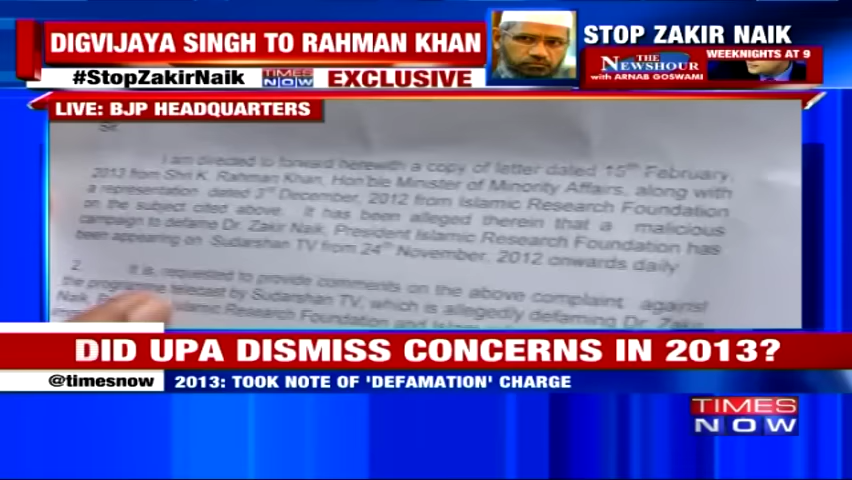 DIGVIJAYA SINGH TO RAHMAN KHAN
#StopZakirNaik TIMES NOW EXCLUSIVE
STOP ZAKIR NAIK
THE NEWSHOUR
with ARNAB GOSWAMI
WEEKNIGHTS AT 9
LIVE: BJP HEADQUARTERS
I am directed to forward herewith a copy of letter dated 15th February,
2013 from Shri K. Rahman Khan, Hon'ble Minister of Minority Affairs, along with
a representation dated 3rd December, 2012 from Islamic Research Foundation
on the subject cited above. It has been alleged therein that a malicious
campaign to defame Dr. Zakir Naik, President Islamic Research Foundation has
been appearing on Sudarshan TV from 24th November, 2012 onwards daily
2. It is requested to provide comments on the above complaint, against
the programme telecast by Sudarshan TV, which is allegedly defaming Dr. Zakir
Naik, Islamic Research Foundation and
DID UPA DISMISS CONCERNS IN 2013?
@timesnow 2013: TOOK NOTE OF 'DEFAMATION' CHARGE
TIMES
NOW